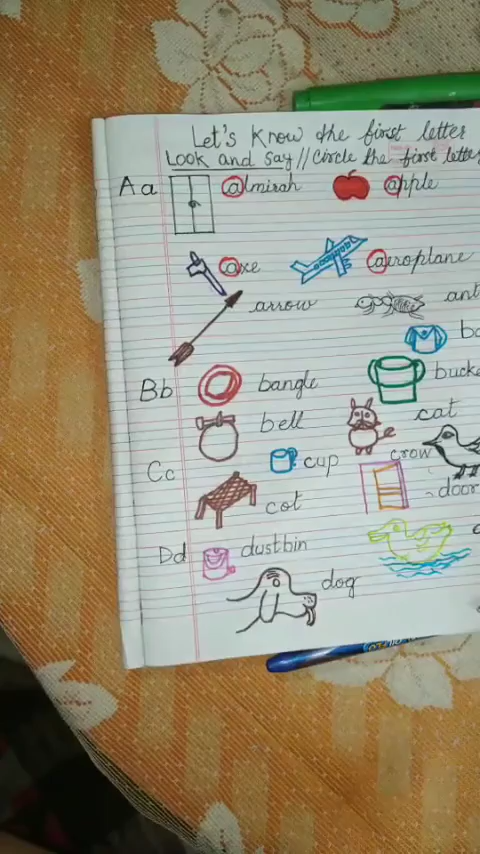 Let's Know the first letter
Look and Say // Circle the first letter
Aa almirah apple
axe aeroplane
arrow ant
Bb bangle
bell cat
Cc cup crow
cot door
Dd dustbin
dog